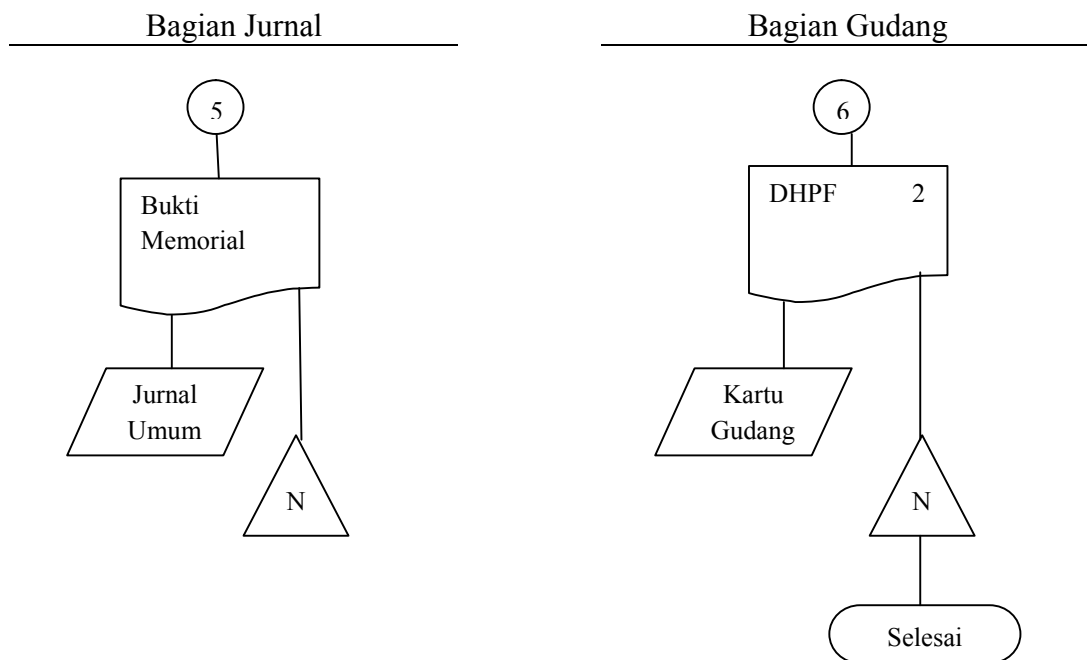 Bagian Jurnal
5
Bukti
Memorial
Jurnal
Umum
N
Bagian Gudang
6
DHPF 2
Kartu
Gudang
N
Selesai